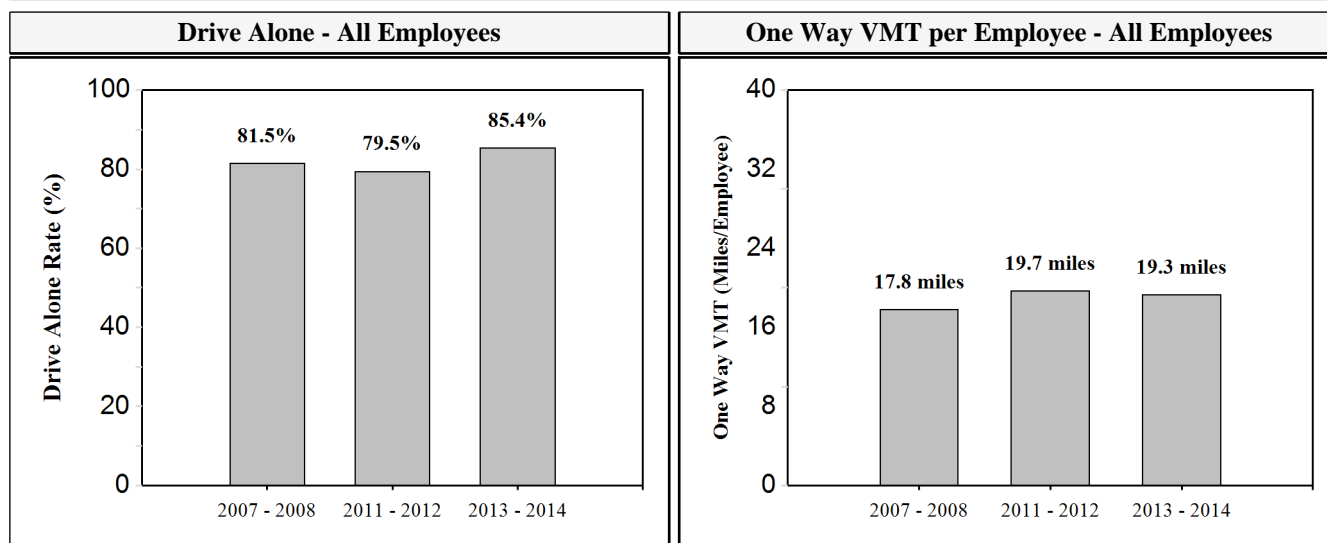 Drive Alone - All Employees
100
80
60
40
20
0
Drive Alone Rate (%)
81.5%
79.5%
85.4%
2007 - 2008
2011 - 2012
2013 - 2014
One Way VMT per Employee - All Employees
40
32
24
16
8
0
One Way VMT (Miles/Employee)
17.8 miles
19.7 miles
19.3 miles
2007 - 2008
2011 - 2012
2013 - 2014